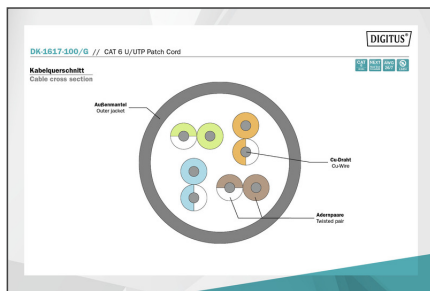 DIGITUS®
DK-1617-100/G // CAT 6 U/UTP Patch Cord
Kabelquerschnitt
Cable cross section
Außenmantel
Outer jacket
Cu-Draht
Cu-Wire
Adernpaare
Twisted pair